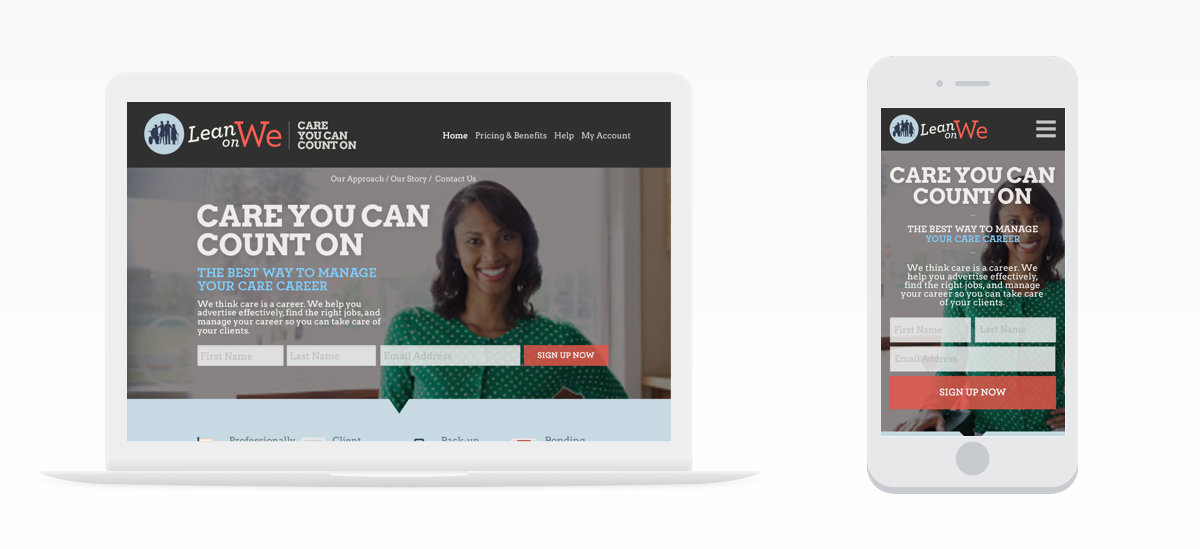 Lean on We
CARE
YOU CAN
COUNT ON
Home Pricing & Benefits Help My Account
Our Approach / Our Story / Contact Us
CARE YOU CAN
COUNT ON
THE BEST WAY TO MANAGE
YOUR CARE CAREER
We think care is a career. We help you
advertise effectively, find the right jobs, and
manage your career so you can take care of
your clients.
First Name Last Name Email Address SIGN UP NOW
Professionally Client Back-up Bonding
Lean on We
CARE YOU CAN
COUNT ON
THE BEST WAY TO MANAGE
YOUR CARE CAREER
We think care is a career. We
help you advertise effectively,
find the right jobs, and manage
your career so you can take care
of your clients.
First Name Last Name
Email Address
SIGN UP NOW